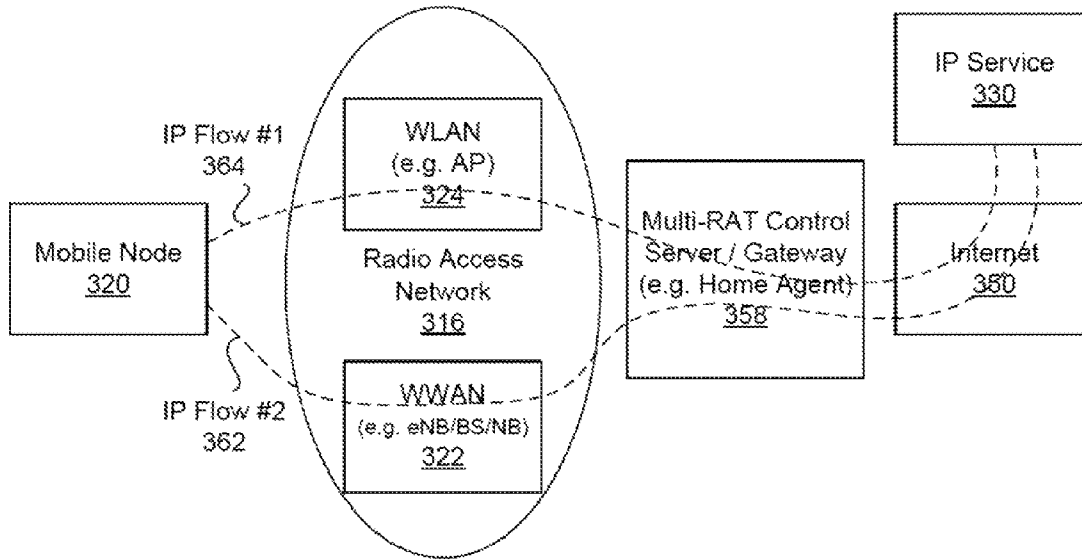 IP Service
330
IP Flow #1
364
WLAN
(e.g. AP)
324
Mobile Node
320
Radio Access
Network
316
Multi-RAT Control
Server / Gateway
(e.g. Home Agent)
358
Internet
350
IP Flow #2
362
WWAN
(e.g. eNB/BS/NB)
322